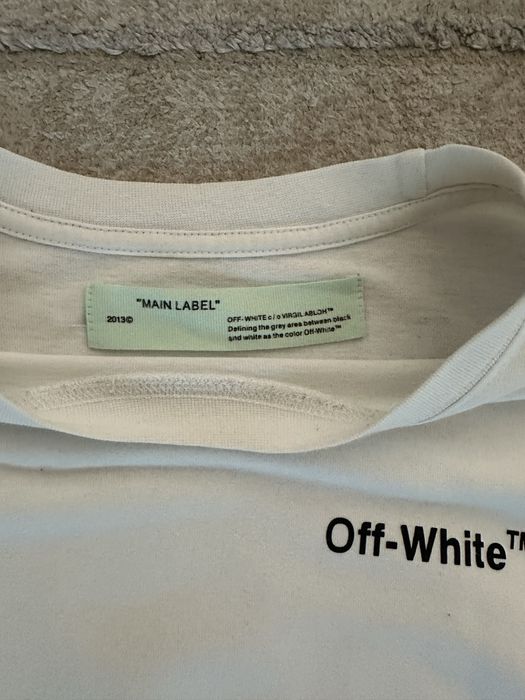 "MAIN LABEL"
2013©
OFF-WHITE c/o VIRGIL ABLOH™
Defining the grey area between black
and white as the color Off-White™
Off-White™